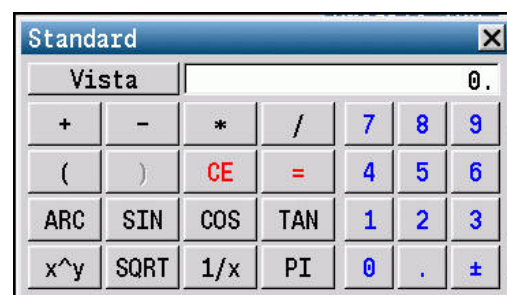 Standard
Vista 0.
+ - * / 7 8 9
( ) CE = 4 5 6
ARC SIN COS TAN 1 2 3
x^y SQRT 1/x PI 0 . ±